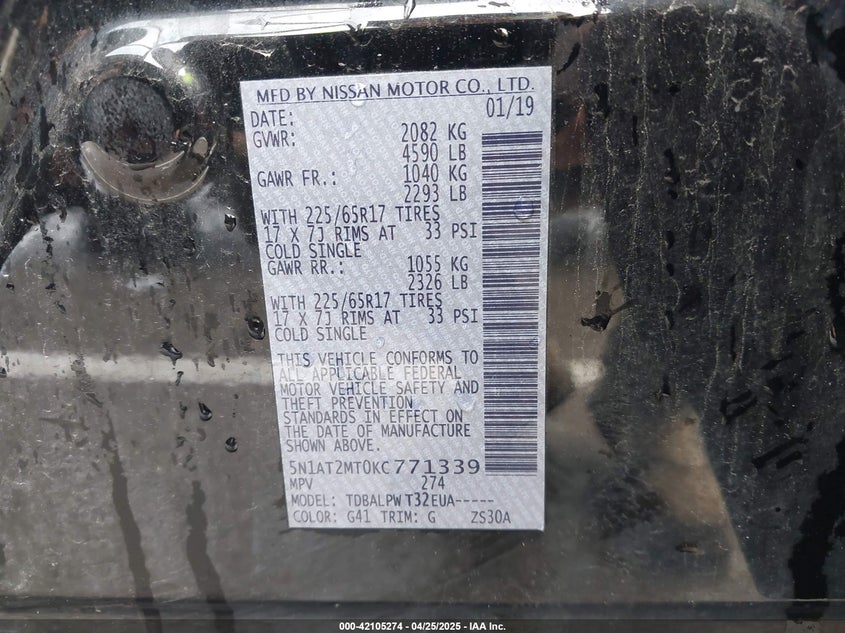 MFD BY NISSAN MOTOR CO., LTD.
DATE: 01/19
GVWR: 2082 KG
4590 LB
GAWR FR.: 1040 KG
2293 LB
WITH 225/65R17 TIRES
17 X 7J RIMS AT 33 PSI
COLD SINGLE
GAWR RR.: 1055 KG
2326 LB
WITH 225/65R17 TIRES
17 X 7J RIMS AT 33 PSI
COLD SINGLE
THIS VEHICLE CONFORMS TO
ALL APPLICABLE FEDERAL
MOTOR VEHICLE SAFETY AND
THEFT PREVENTION
STANDARDS IN EFFECT ON
THE DATE OF MANUFACTURE
SHOWN ABOVE.
5N1AT2MT0KC771339
MPV 274
MODEL: TDBALPW T32EUA-----
COLOR: G41 TRIM: G ZS30A
000-42105274 - 04/25/2025 - IAA Inc.